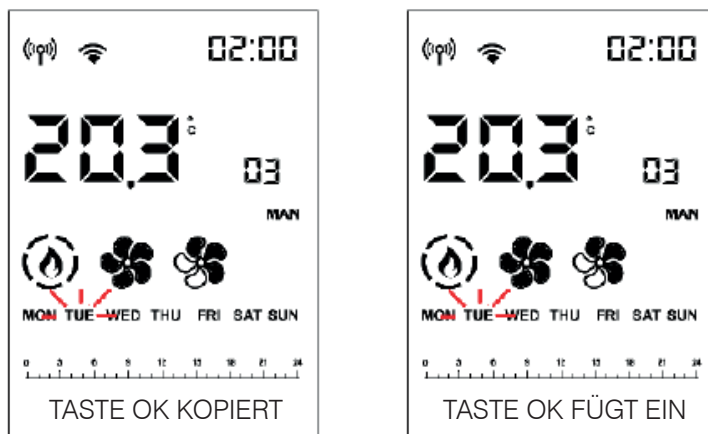 02:00
20.3 °C
03
MAN
MON TUE WED THU FRI SAT SUN
0 3 6 9 12 15 18 21 24
TASTE OK KOPIERT
02:00
20.3 °C
03
MAN
MON TUE WED THU FRI SAT SUN
0 3 6 9 12 15 18 21 24
TASTE OK FÜGT EIN